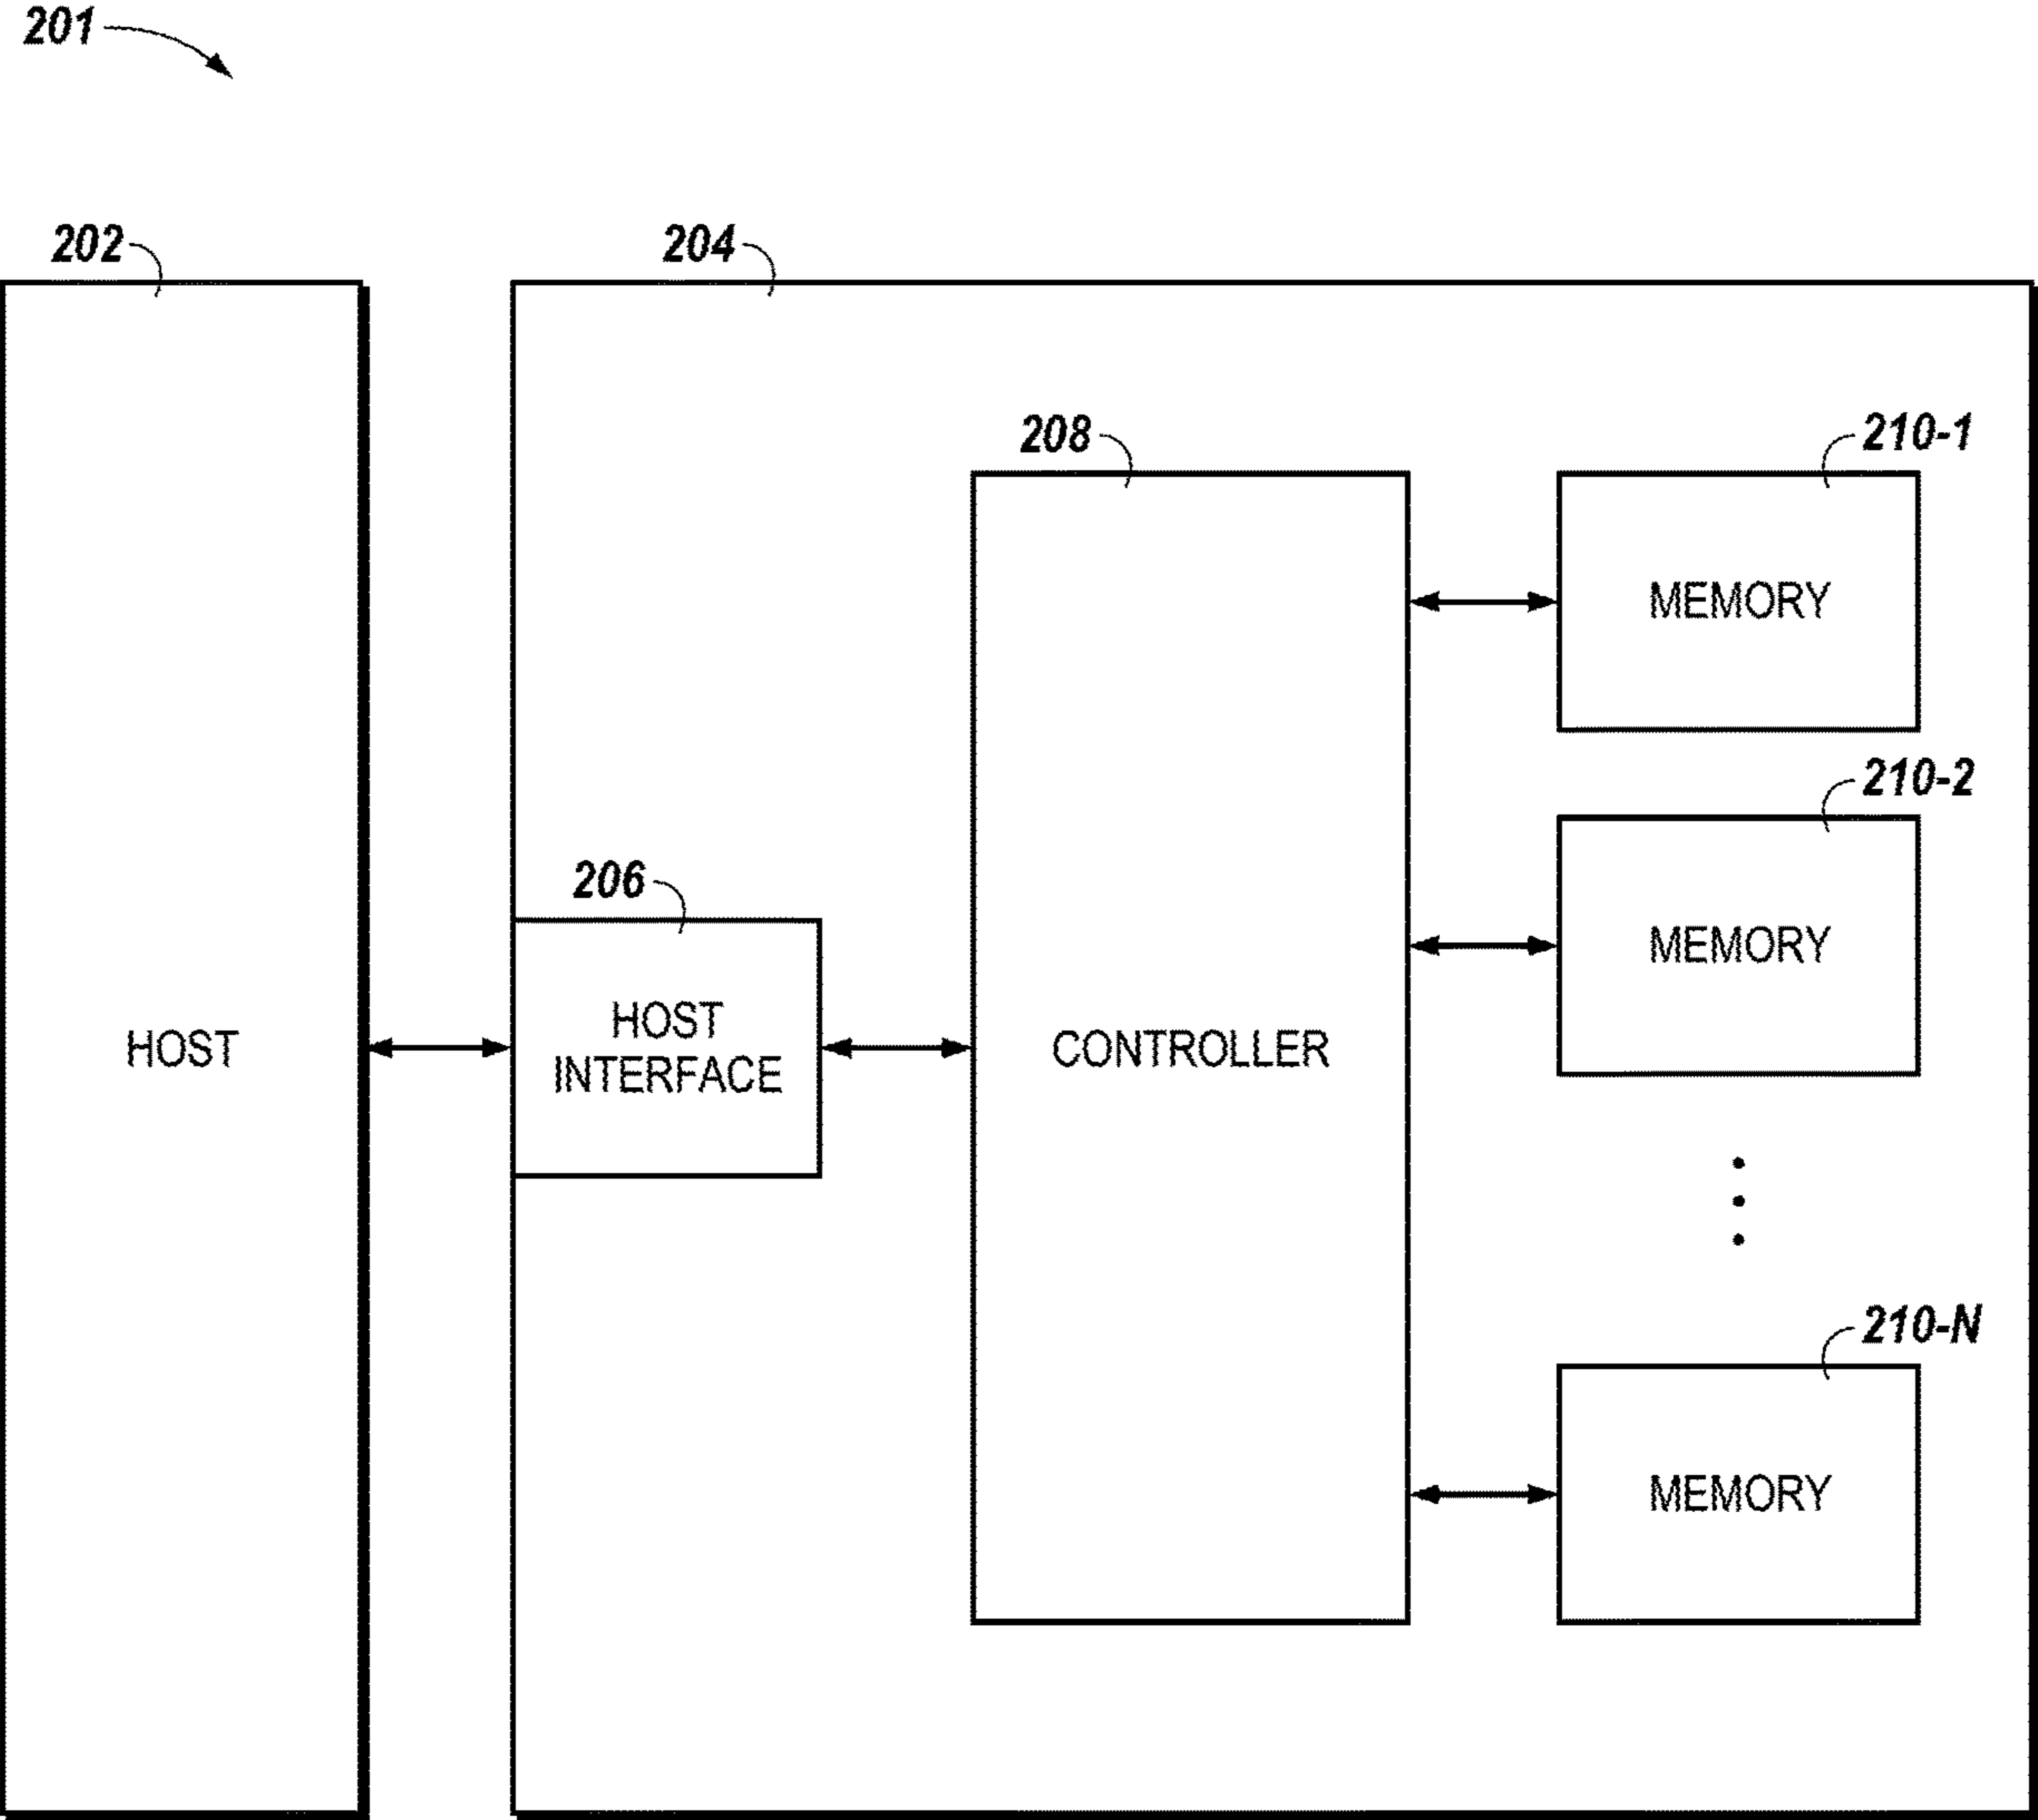 201
202
204
208
210-1
MEMORY
210-2
206
MEMORY
HOST
HOST
INTERFACE
CONTROLLER
210-N
MEMORY